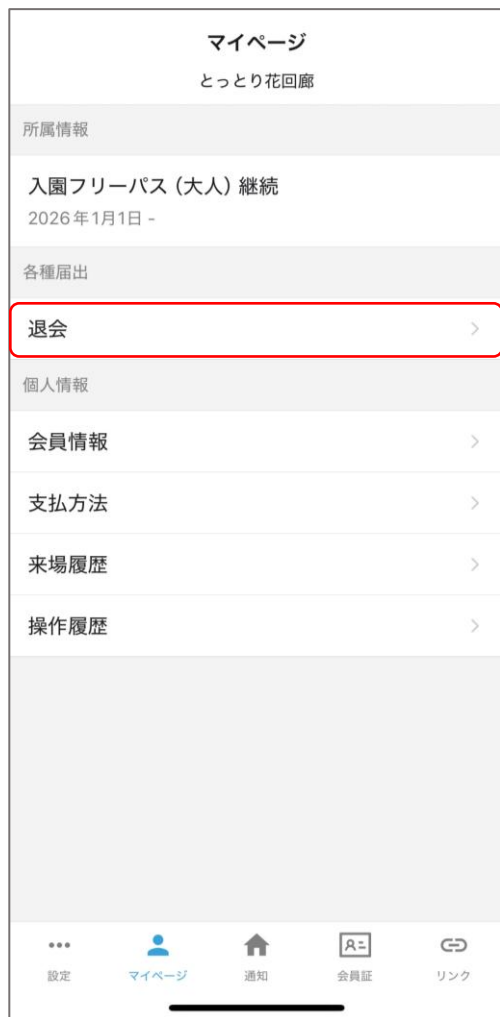 マイページ
とっとり花回廊
所属情報
入園フリーパス（大人）継続
2026年1月1日 -
各種届出
退会
個人情報
会員情報
支払方法
来場履歴
操作履歴
設定 マイページ 通知 会員証 リンク